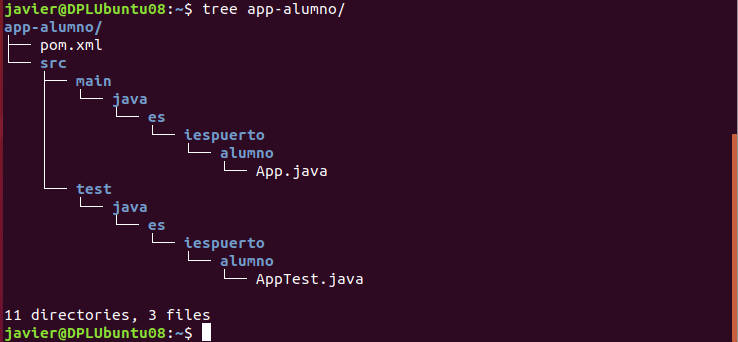 javier@DPLUbuntu08:~$ tree app-alumno/
app-alumno/
├── pom.xml
└── src
    ├── main
    │   └── java
    │       └── es
    │           └── iespuerto
    │               └── alumno
    │                   └── App.java
    └── test
        └── java
            └── es
                └── iespuerto
                    └── alumno
                        └── AppTest.java

11 directories, 3 files
javier@DPLUbuntu08:~$